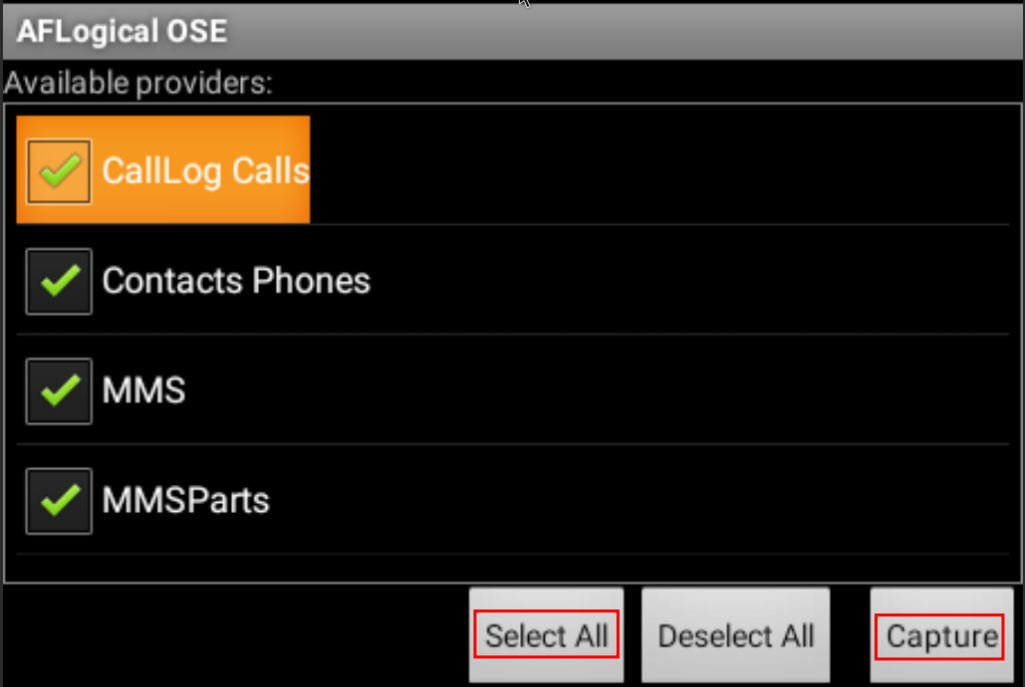 AFLogical OSE
Available providers:
CallLog Calls
Contacts Phones
MMS
MMSParts
Select All
Deselect All
Capture